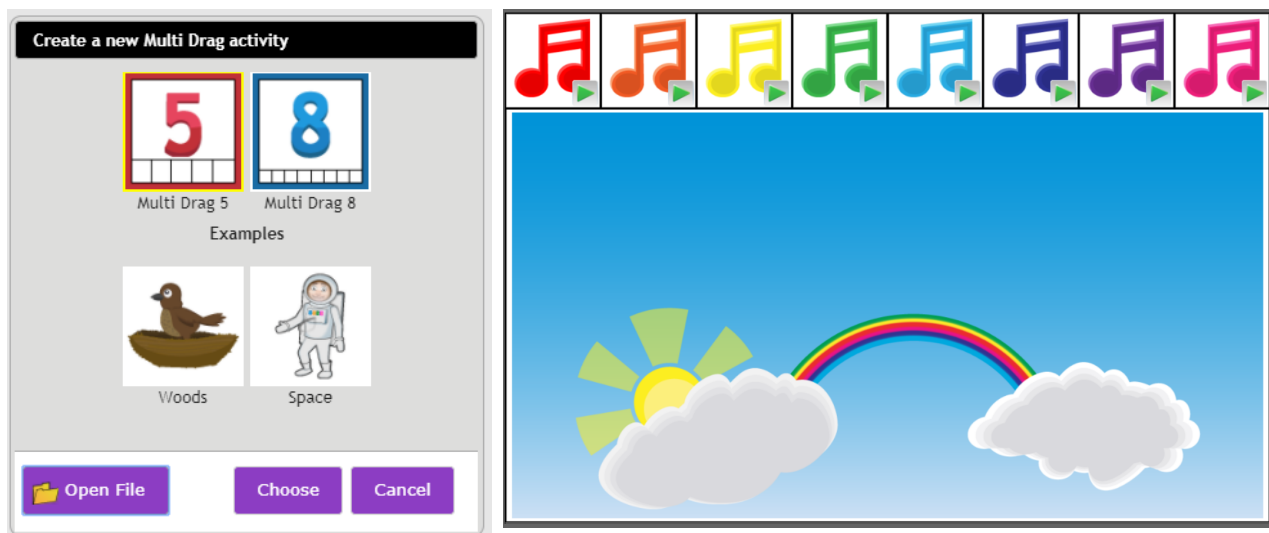 Create a new Multi Drag activity
5 8
Multi Drag 5 Multi Drag 8
Examples
Woods Space
Open File Choose Cancel